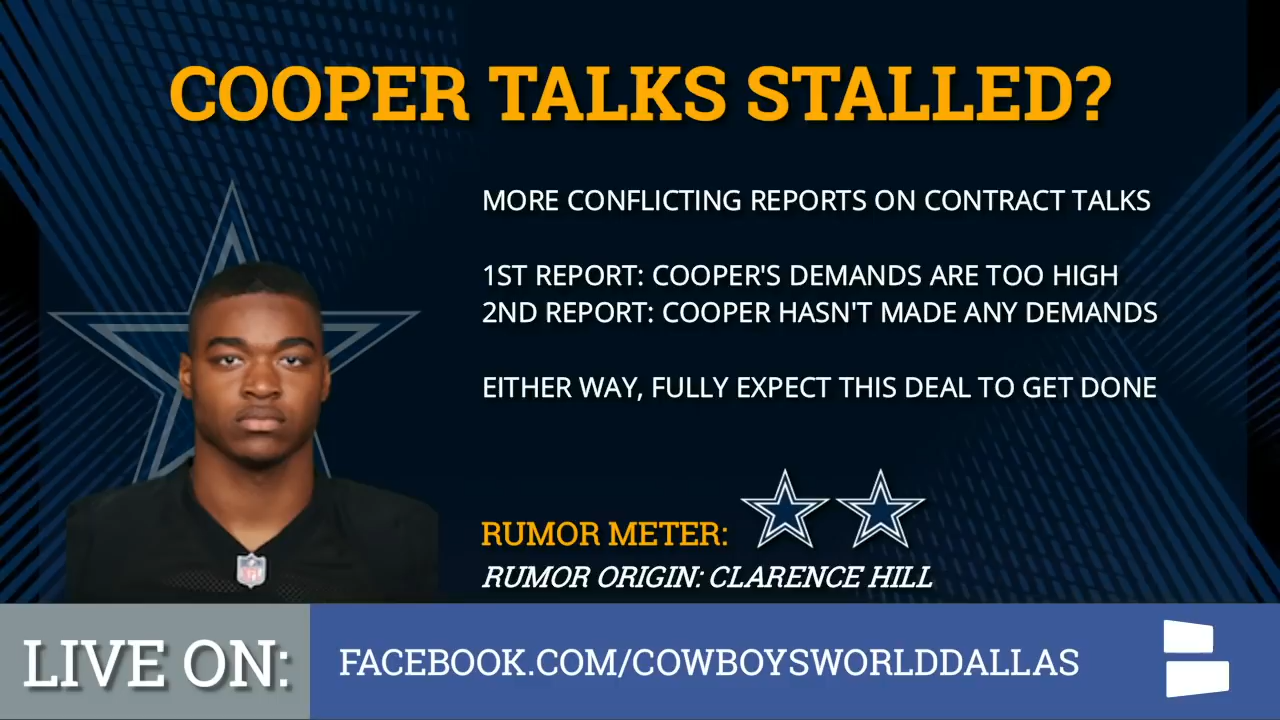 COOPER TALKS STALLED?
MORE CONFLICTING REPORTS ON CONTRACT TALKS
1ST REPORT: COOPER'S DEMANDS ARE TOO HIGH
2ND REPORT: COOPER HASN'T MADE ANY DEMANDS
EITHER WAY, FULLY EXPECT THIS DEAL TO GET DONE
RUMOR METER:
RUMOR ORIGIN: CLARENCE HILL
LIVE ON:
FACEBOOK.COM/COWBOYSWORLDDALLAS